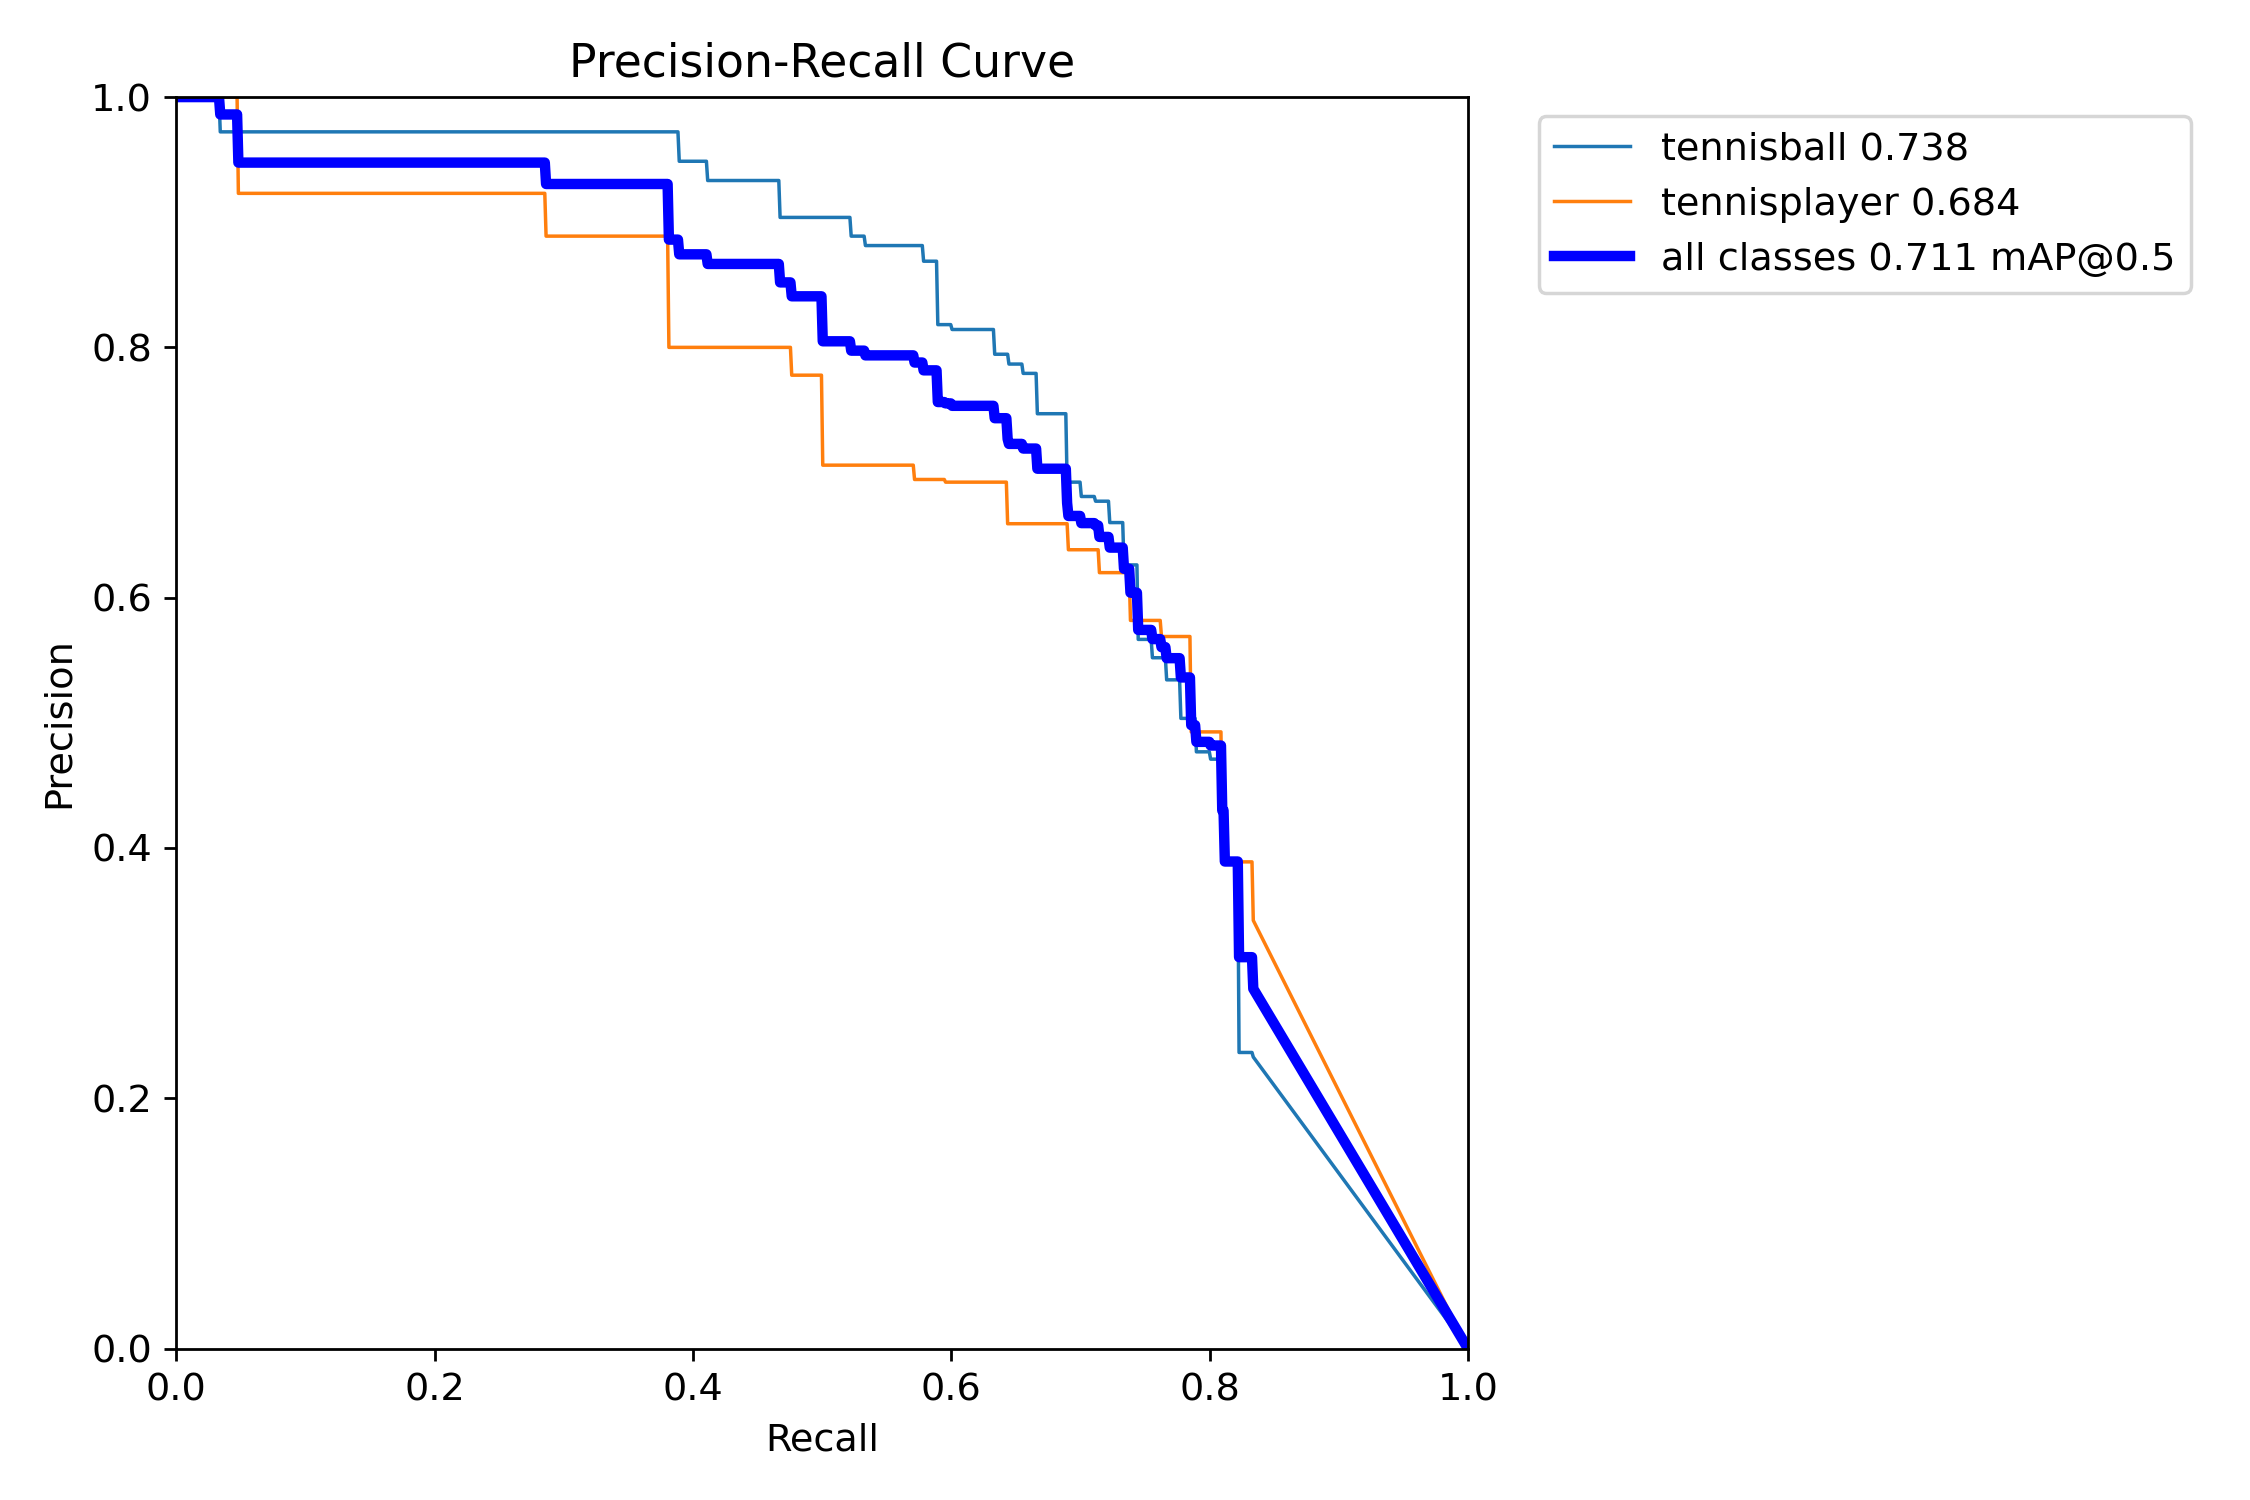 Precision-Recall Curve
1.0
0.8
0.6
0.4
0.2
0.0
Precision
0.0 0.2 0.4 0.6 0.8 1.0
Recall
tennisball 0.738
tennisplayer 0.684
all classes 0.711 mAP@0.5